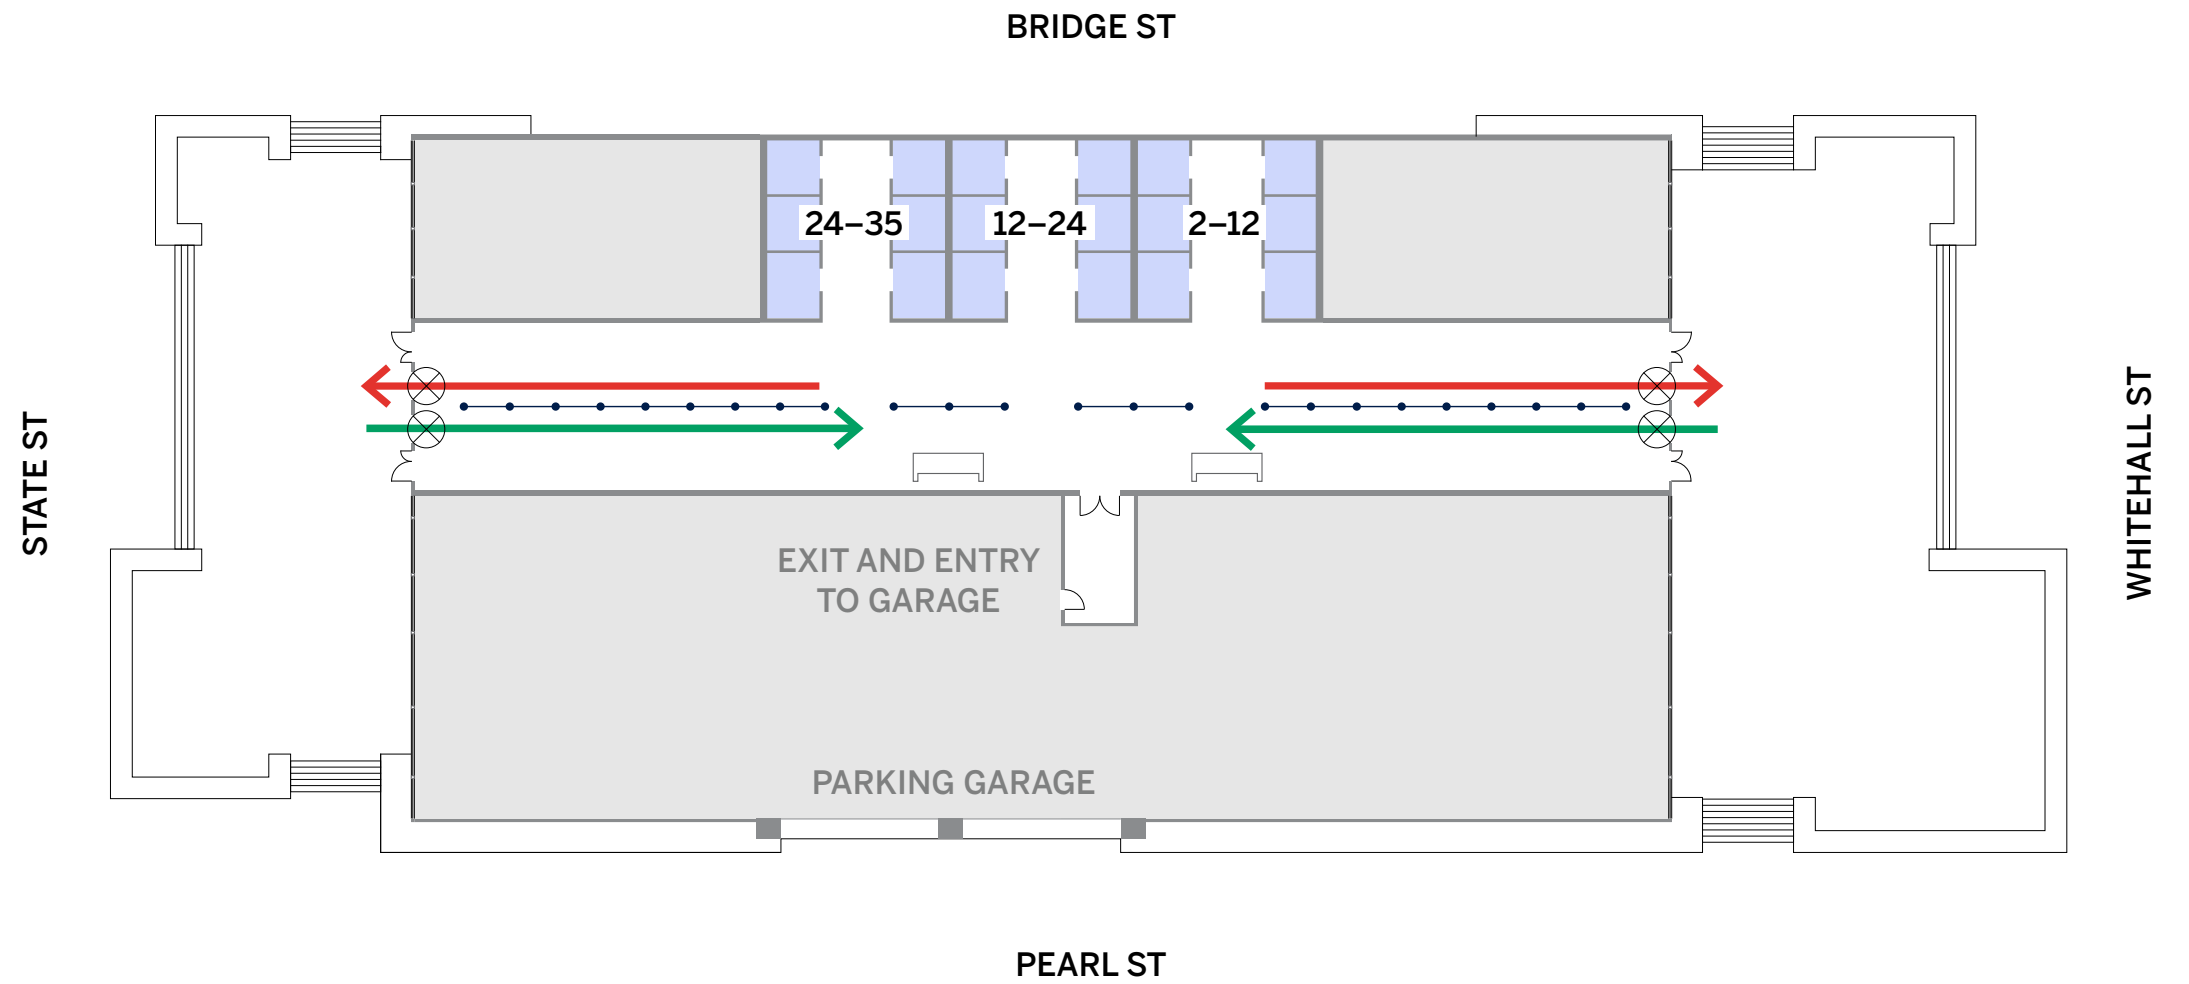 BRIDGE ST
24–35
12–24
2–12
STATE ST
WHITEHALL ST
EXIT AND ENTRY
TO GARAGE
PARKING GARAGE
PEARL ST